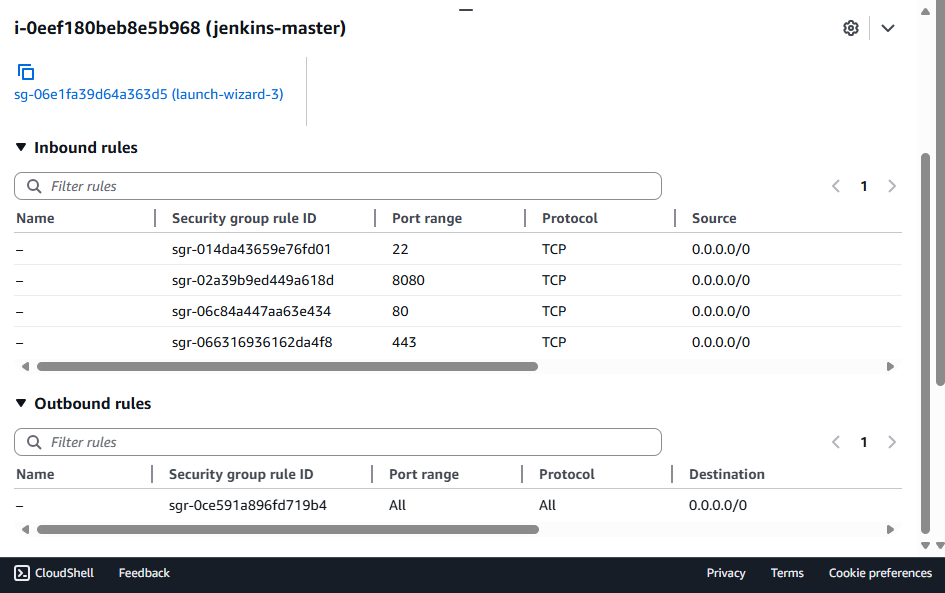 i-0eef180beb8e5b968 (jenkins-master)
sg-06e1fa39d64a363d5 (launch-wizard-3)
Inbound rules
Filter rules
1
Name Security group rule ID Port range Protocol Source
– sgr-014da43659e76fd01 22 TCP 0.0.0.0/0
– sgr-02a39b9ed449a618d 8080 TCP 0.0.0.0/0
– sgr-06c84a447aa63e434 80 TCP 0.0.0.0/0
– sgr-066316936162da4f8 443 TCP 0.0.0.0/0
Outbound rules
Filter rules
1
Name Security group rule ID Port range Protocol Destination
– sgr-0ce591a896fd719b4 All All 0.0.0.0/0
CloudShell Feedback Privacy Terms Cookie preferences